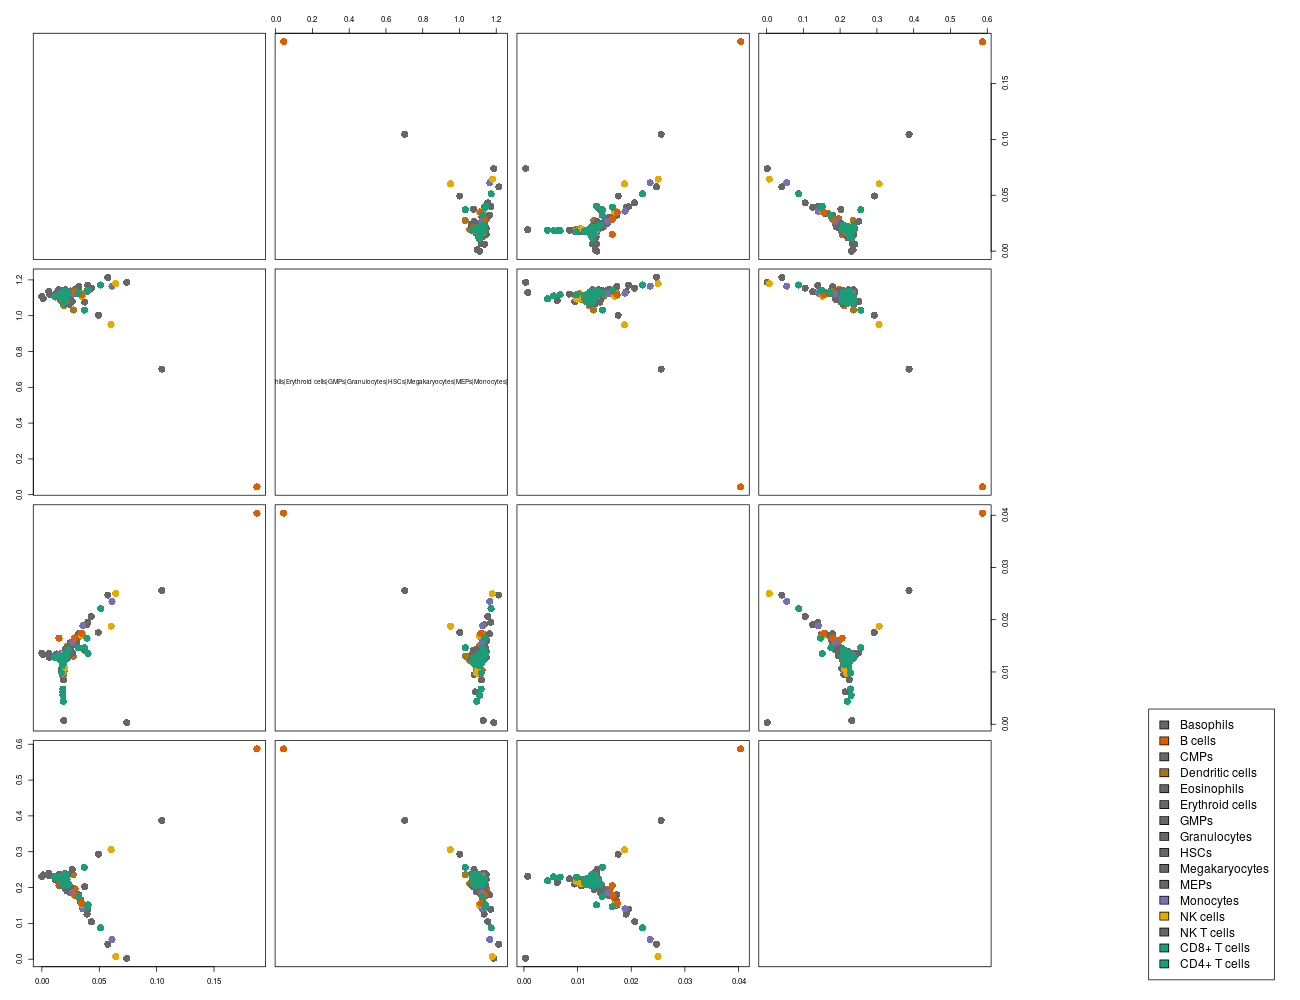 0.0 0.2 0.4 0.6 0.8 1.0 1.2
0.0 0.1 0.2 0.3 0.4 0.5 0.6
0.00 0.05 0.10 0.15
0.0 0.2 0.4 0.6 0.8 1.0 1.2
hils|Erythroid cells|GMPs|Granulocytes|HSCs|Megakaryocytes|MEPs|Monocytes|
0.00 0.01 0.02 0.03 0.04
0.0 0.1 0.2 0.3 0.4 0.5 0.6
0.00 0.05 0.10 0.15
0.00 0.01 0.02 0.03 0.04
Basophils
B cells
CMPs
Dendritic cells
Eosinophils
Erythroid cells
GMPs
Granulocytes
HSCs
Megakaryocytes
MEPs
Monocytes
NK cells
NK T cells
CD8+ T cells
CD4+ T cells